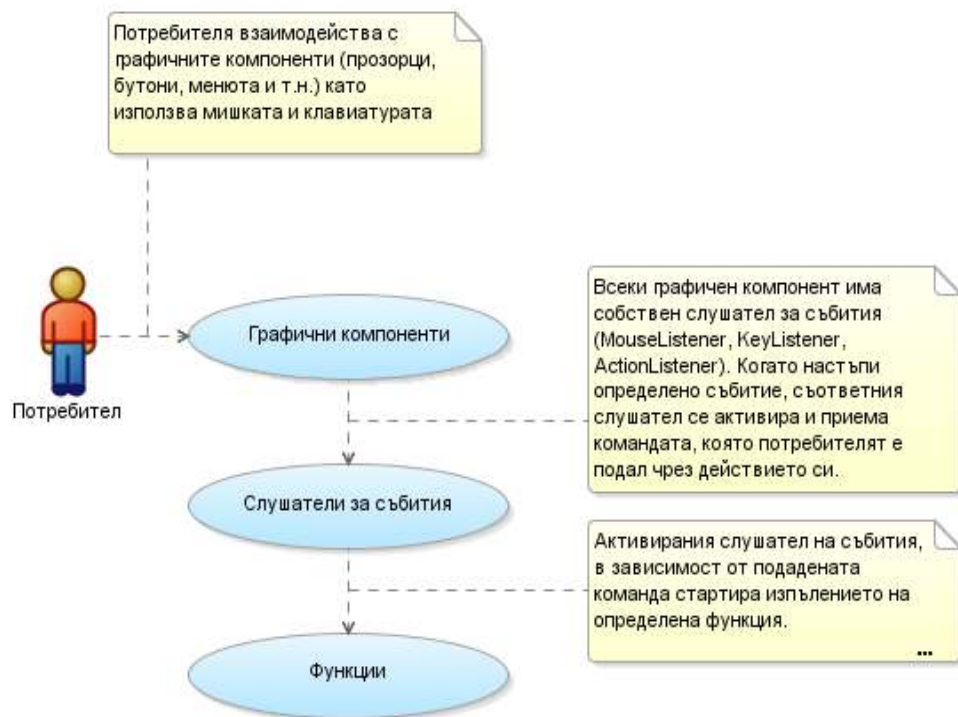 Потребителя взаимодейства с
графичните компоненти (прозорци,
бутони, менюта и т.н.) като
използва мишката и клавиатурата
Потребител
Графични компоненти
Всеки графичен компонент има
собствен слушател за събития
(MouseListener, KeyListener,
ActionListener). Когато настъпи
определено събитие, съответния
слушател се активира и приема
командата, която потребителят е
подал чрез действието си.
Слушатели за събития
Активирания слушател на събития,
в зависимост от подадената
команда стартира изпълението на
определена функция.
...
Функции